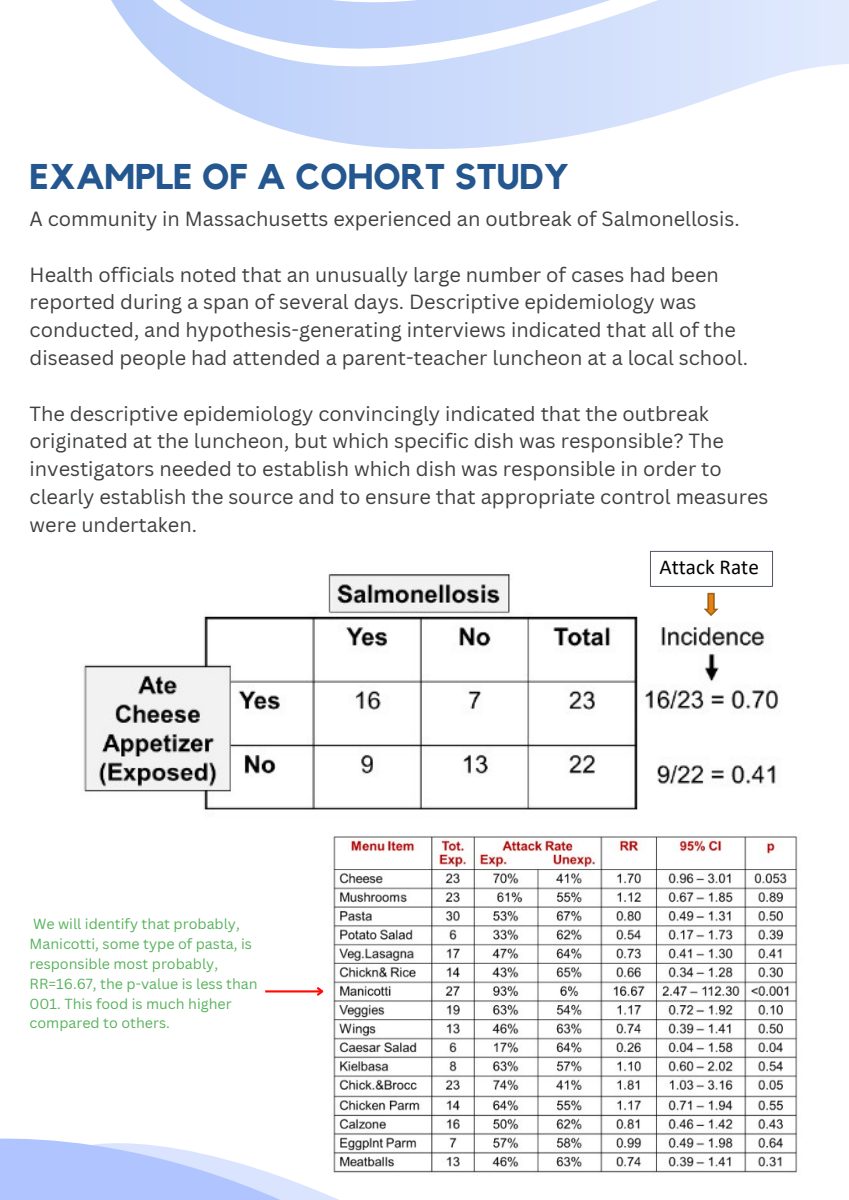 EXAMPLE OF A COHORT STUDY
A community in Massachusetts experienced an outbreak of Salmonellosis.
Health officials noted that an unusually large number of cases had been
reported during a span of several days. Descriptive epidemiology was
conducted, and hypothesis-generating interviews indicated that all of the
diseased people had attended a parent-teacher luncheon at a local school.
The descriptive epidemiology convincingly indicated that the outbreak
originated at the luncheon, but which specific dish was responsible? The
investigators needed to establish which dish was responsible in order to
clearly establish the source and to ensure that appropriate control measures
were undertaken.
Attack Rate
Salmonellosis
Yes No Total Incidence
Ate
Cheese
Appetizer
(Exposed)
Yes 16 7 23 16/23 = 0.70
No 9 13 22 9/22 = 0.41
Menu Item Tot. Attack Rate RR 95% CI p
Exp. Exp. Unexp.
Cheese 23 70% 41% 1.70 0.96 – 3.01 0.053
Mushrooms 23 61% 55% 1.12 0.67 – 1.85 0.89
Pasta 30 53% 67% 0.80 0.49 – 1.31 0.50
Potato Salad 6 33% 62% 0.54 0.17 – 1.73 0.39
Veg.Lasagna 17 47% 64% 0.73 0.41 – 1.30 0.41
Chickn& Rice 14 43% 65% 0.66 0.34 – 1.28 0.30
Manicotti 27 93% 6% 16.67 2.47 – 112.30 <0.001
Veggies 19 63% 54% 1.17 0.72 – 1.92 0.10
Wings 13 46% 63% 0.74 0.39 – 1.41 0.50
Caesar Salad 6 17% 64% 0.26 0.04 – 1.58 0.04
Kielbasa 8 63% 57% 1.10 0.60 – 2.02 0.54
Chick.&Brocc 23 74% 41% 1.81 1.03 – 3.16 0.05
Chicken Parm 14 64% 55% 1.17 0.71 – 1.94 0.55
Calzone 16 50% 62% 0.81 0.46 – 1.42 0.43
Eggplnt Parm 7 57% 58% 0.99 0.49 – 1.98 0.64
Meatballs 13 46% 63% 0.74 0.39 – 1.41 0.31
We will identify that probably,
Manicotti, some type of pasta, is
responsible most probably,
RR=16.67, the p-value is less than
001. This food is much higher
compared to others.